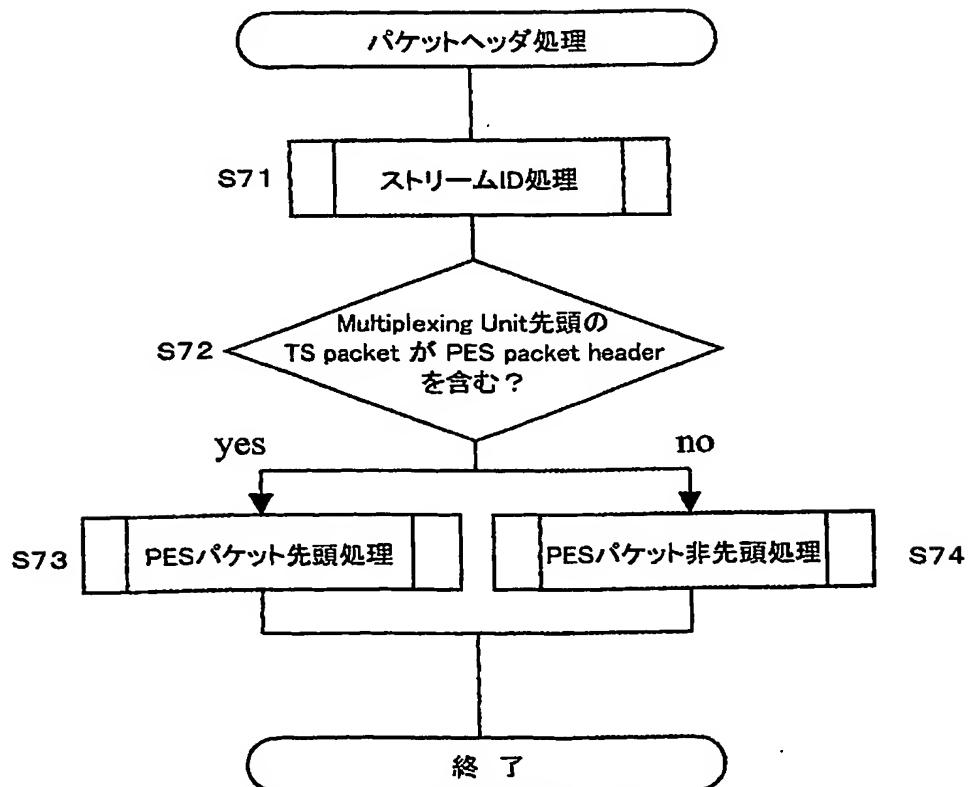 パケットヘッダ処理
S71
ストリームID処理
S72
Multiplexing Unit先頭の
TS packet が PES packet header
を含む?
yes
no
S73
PESパケット先頭処理
PESパケット非先頭処理
S74
終 了